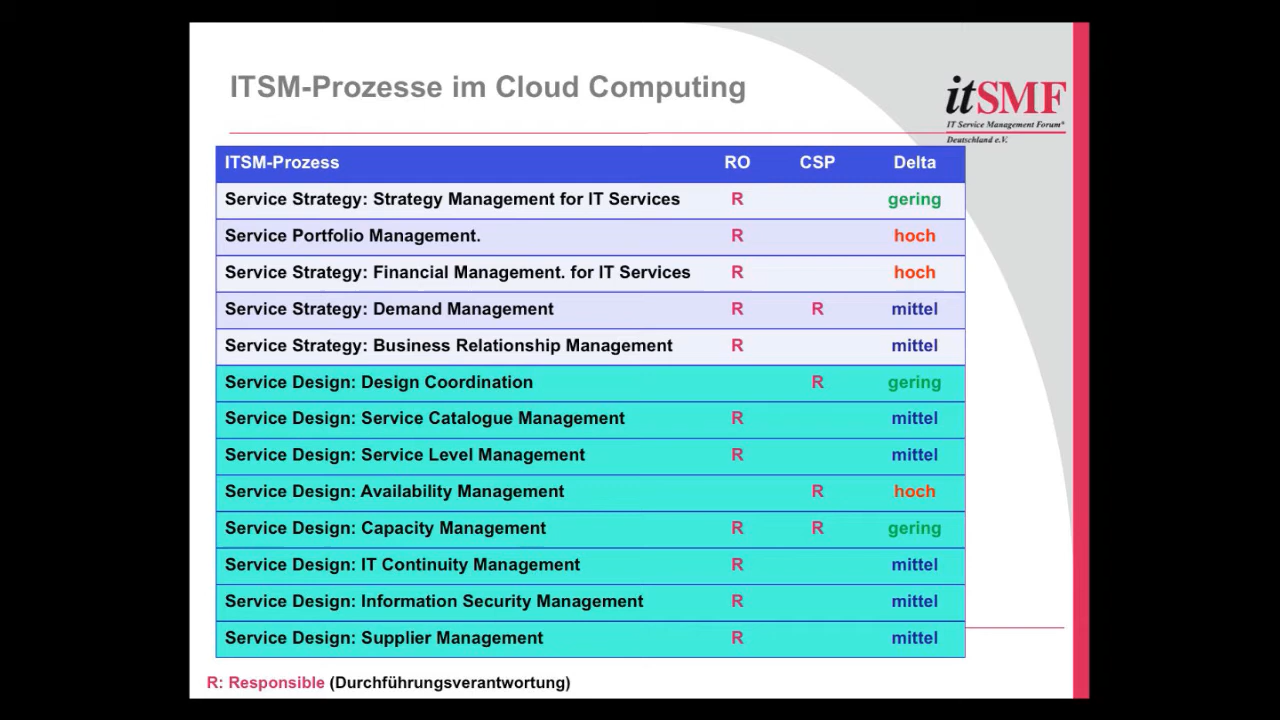 ITSM-Prozesse im Cloud Computing
itSMF
IT Service Management Forum®
Deutschland e.V.
ITSM-Prozess RO CSP Delta
Service Strategy: Strategy Management for IT Services R gering
Service Portfolio Management. R hoch
Service Strategy: Financial Management. for IT Services R hoch
Service Strategy: Demand Management R R mittel
Service Strategy: Business Relationship Management R mittel
Service Design: Design Coordination R gering
Service Design: Service Catalogue Management R mittel
Service Design: Service Level Management R mittel
Service Design: Availability Management R hoch
Service Design: Capacity Management R R gering
Service Design: IT Continuity Management R mittel
Service Design: Information Security Management R mittel
Service Design: Supplier Management R mittel
R: Responsible (Durchführungsverantwortung)